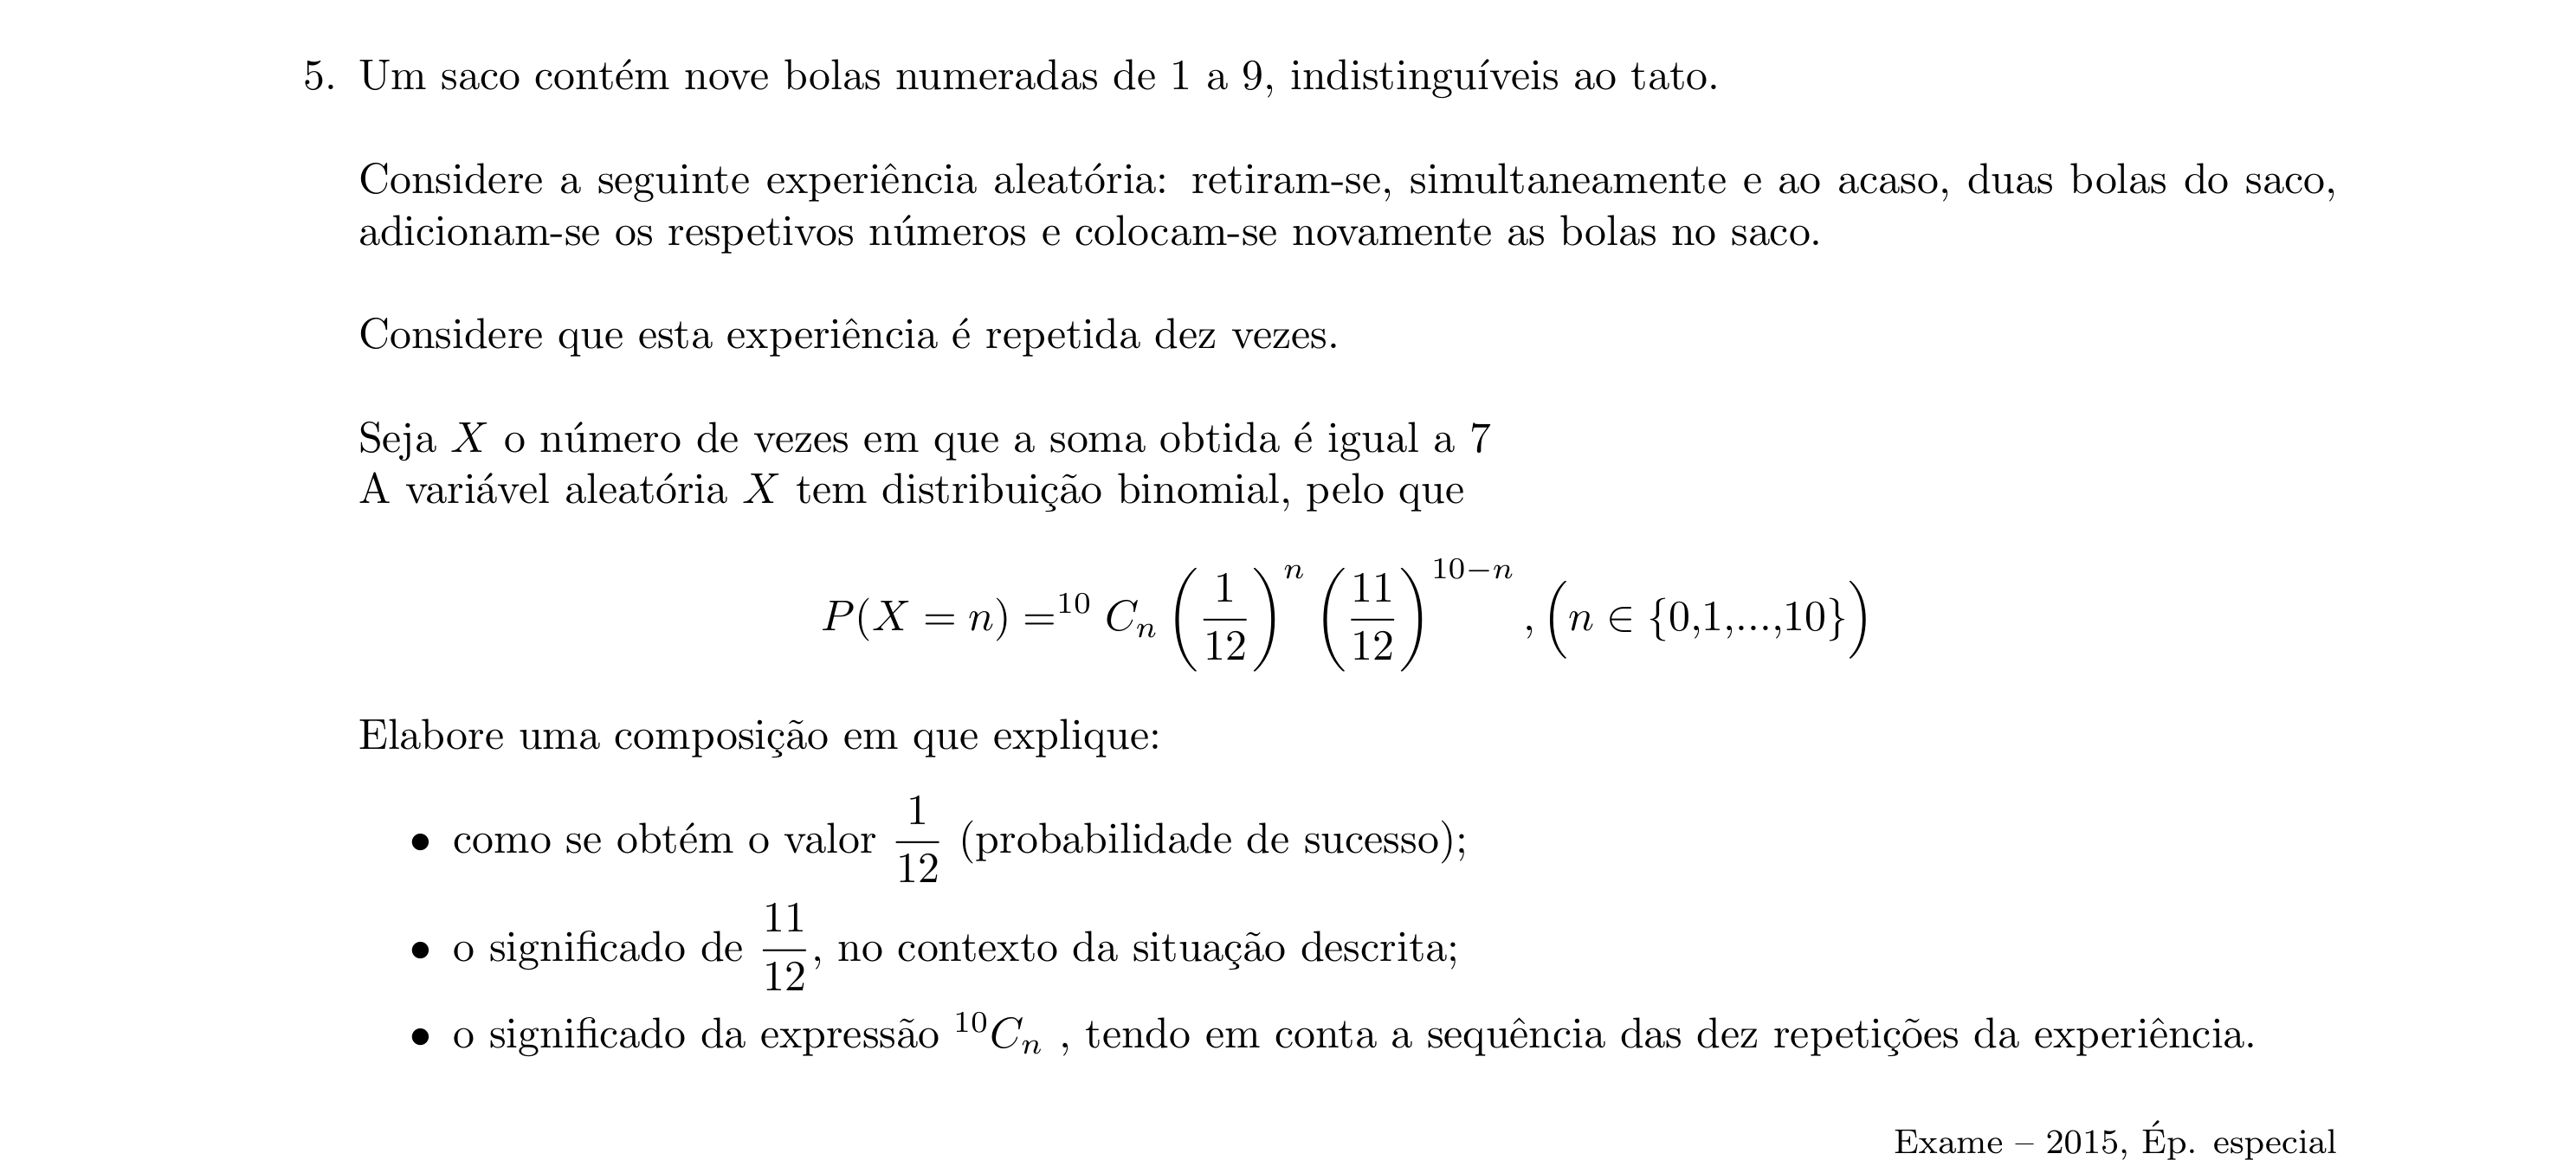 5. Um saco contém nove bolas numeradas de 1 a 9, indistinguíveis ao tato.
Considere a seguinte experiência aleatória: retiram-se, simultaneamente e ao acaso, duas bolas do saco,
adicionam-se os respetivos números e colocam-se novamente as bolas no saco.
Considere que esta experiência é repetida dez vezes.
Seja X o número de vezes em que a soma obtida é igual a 7
A variável aleatória X tem distribuição binomial, pelo que
$P(X = n) =^{10} C_n \left(\frac{1}{12}\right)^n \left(\frac{11}{12}\right)^{10-n}, \left(n \in \{0,1,...,10\}\right)$
Elabore uma composição em que explique:
• como se obtém o valor $\frac{1}{12}$ (probabilidade de sucesso);
• o significado de $\frac{11}{12}$, no contexto da situação descrita;
• o significado da expressão $^{10}C_n$ , tendo em conta a sequência das dez repetições da experiência.
Exame – 2015, Ép. especial